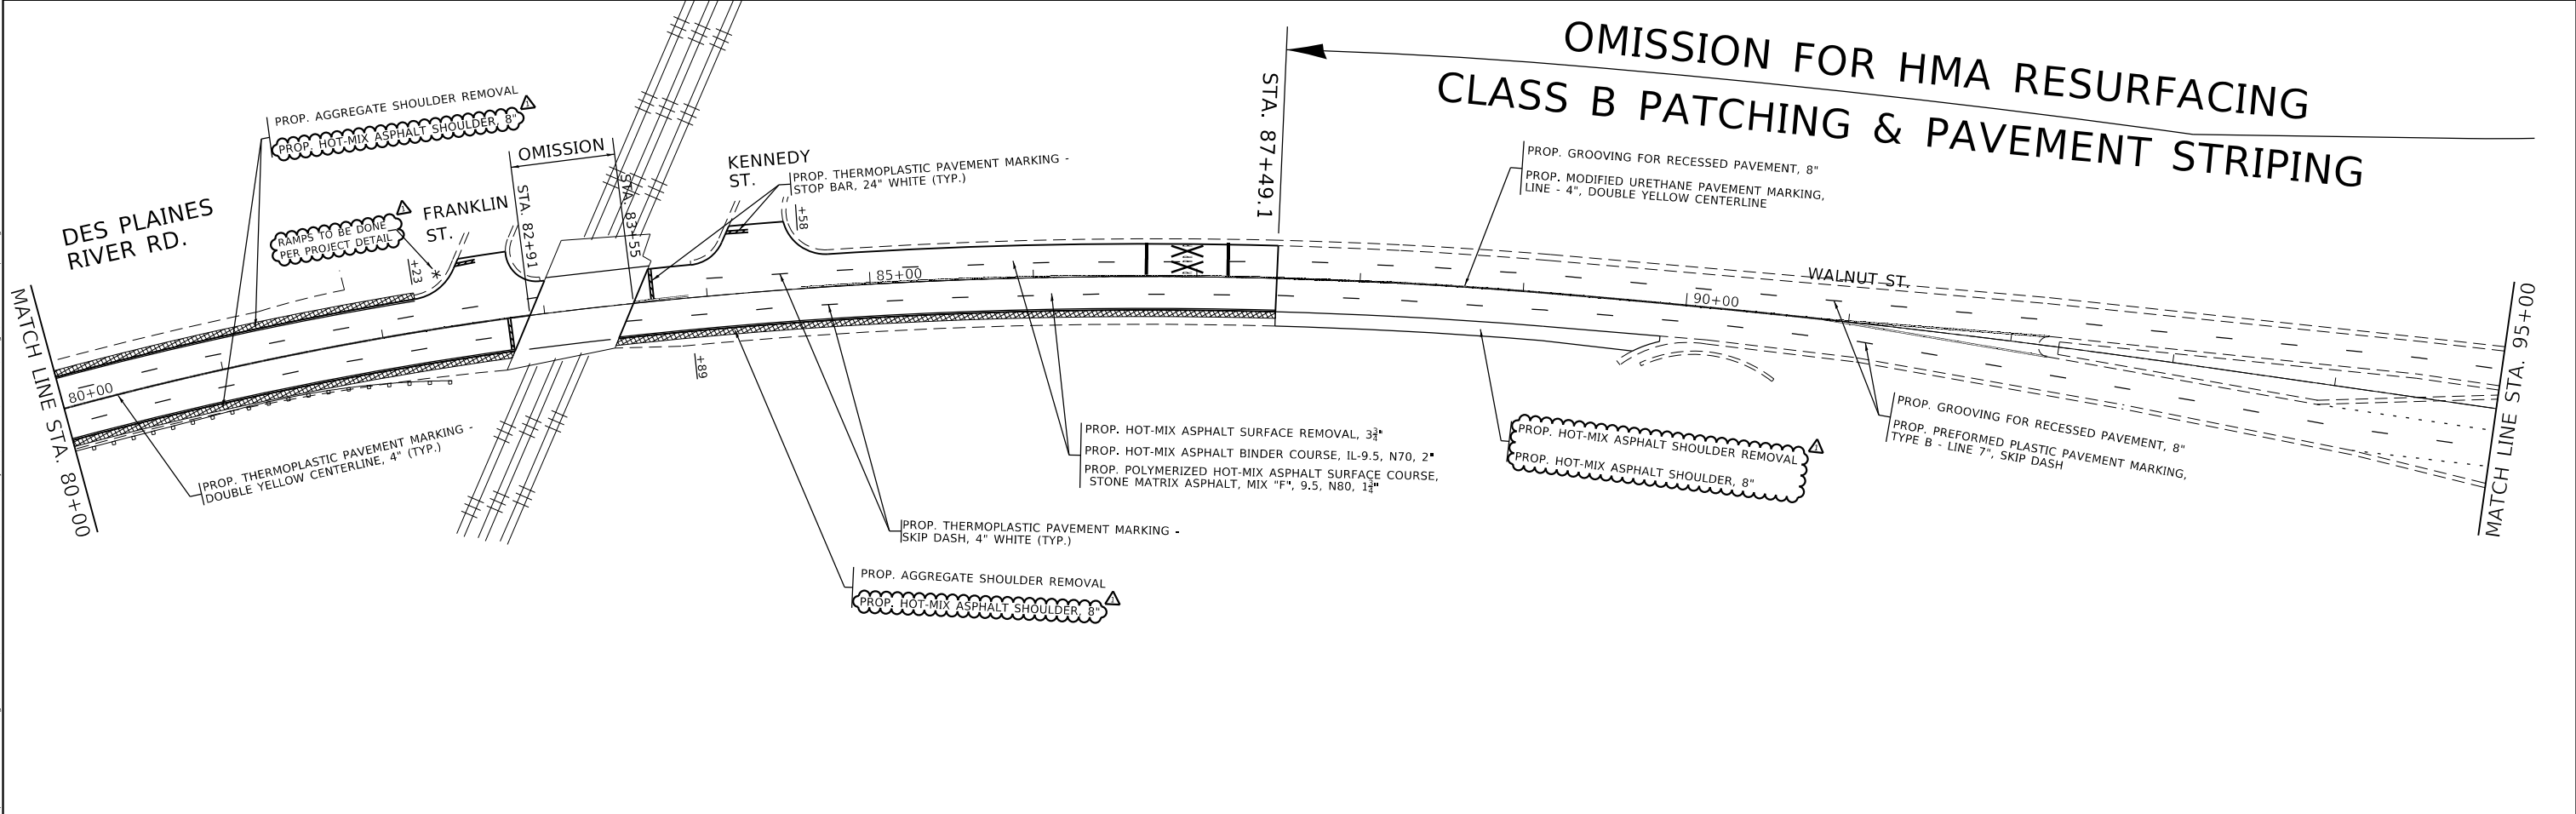 OMISSION FOR HMA RESURFACING
CLASS B PATCHING & PAVEMENT STRIPING
STA. 87+49.1
PROP. AGGREGATE SHOULDER REMOVAL
PROP. HOT-MIX ASPHALT SHOULDER, 8"
1
OMISSION
STA. 82+91
STA. 83+55
DES PLAINES
RIVER RD.
RAMPS TO BE DONE
PER PROJECT DETAIL
1
FRANKLIN
ST.
+23
*
KENNEDY
ST.
PROP. THERMOPLASTIC PAVEMENT MARKING -
STOP BAR, 24" WHITE (TYP.)
+58
PROP. GROOVING FOR RECESSED PAVEMENT, 8"
PROP. MODIFIED URETHANE PAVEMENT MARKING,
LINE - 4", DOUBLE YELLOW CENTERLINE
MATCH LINE STA. 80+00
80+00
85+00
90+00
WALNUT ST.
MATCH LINE STA. 95+00
+89
PROP. THERMOPLASTIC PAVEMENT MARKING -
DOUBLE YELLOW CENTERLINE, 4" (TYP.)
PROP. HOT-MIX ASPHALT SURFACE REMOVAL, 3¾"
PROP. HOT-MIX ASPHALT BINDER COURSE, IL-9.5, N70, 2"
PROP. POLYMERIZED HOT-MIX ASPHALT SURFACE COURSE,
STONE MATRIX ASPHALT, MIX "F", 9.5, N80, 1¾"
PROP. HOT-MIX ASPHALT SHOULDER REMOVAL
PROP. HOT-MIX ASPHALT SHOULDER, 8"
1
PROP. GROOVING FOR RECESSED PAVEMENT, 8"
PROP. PREFORMED PLASTIC PAVEMENT MARKING,
TYPE B - LINE 7", SKIP DASH
PROP. THERMOPLASTIC PAVEMENT MARKING -
SKIP DASH, 4" WHITE (TYP.)
PROP. AGGREGATE SHOULDER REMOVAL
PROP. HOT-MIX ASPHALT SHOULDER, 8"
1